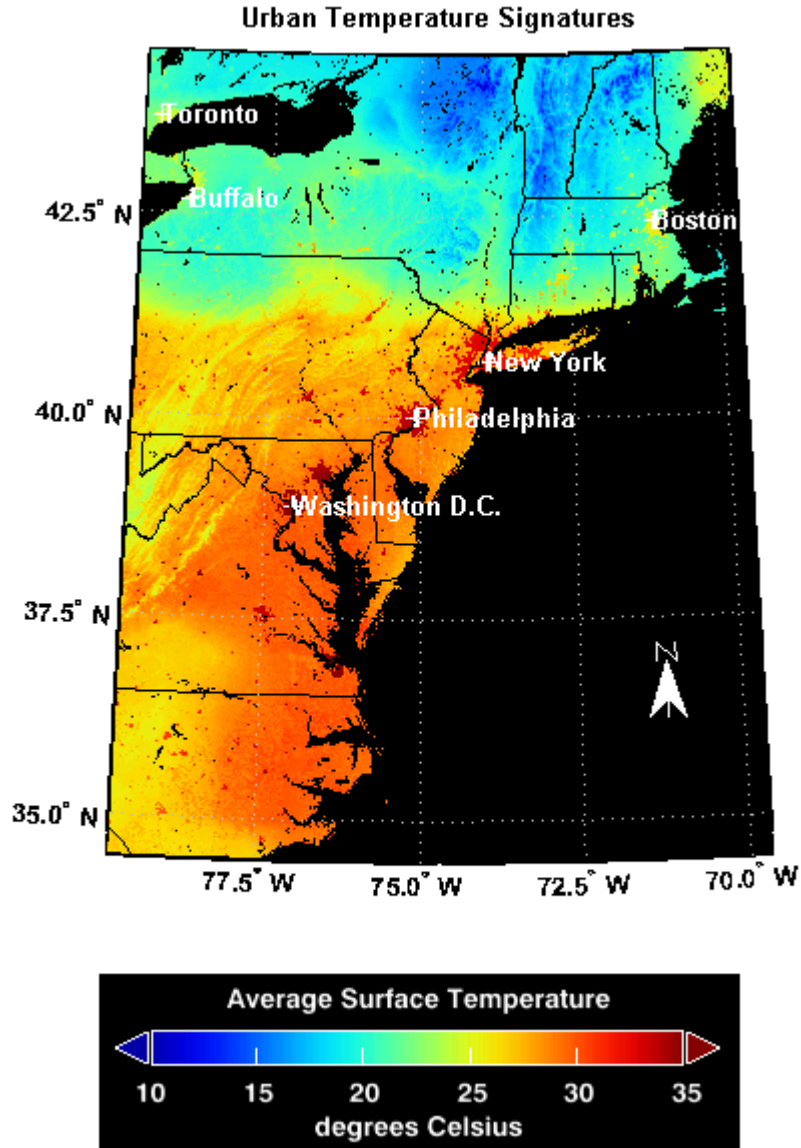 Urban Temperature Signatures
Toronto
Buffalo
42.5° N
Boston
New York
40.0° N
Philadelphia
Washington D.C.
37.5° N
N
35.0° N
77.5° W
75.0° W
72.5° W
70.0° W
Average Surface Temperature
10 15 20 25 30 35
degrees Celsius